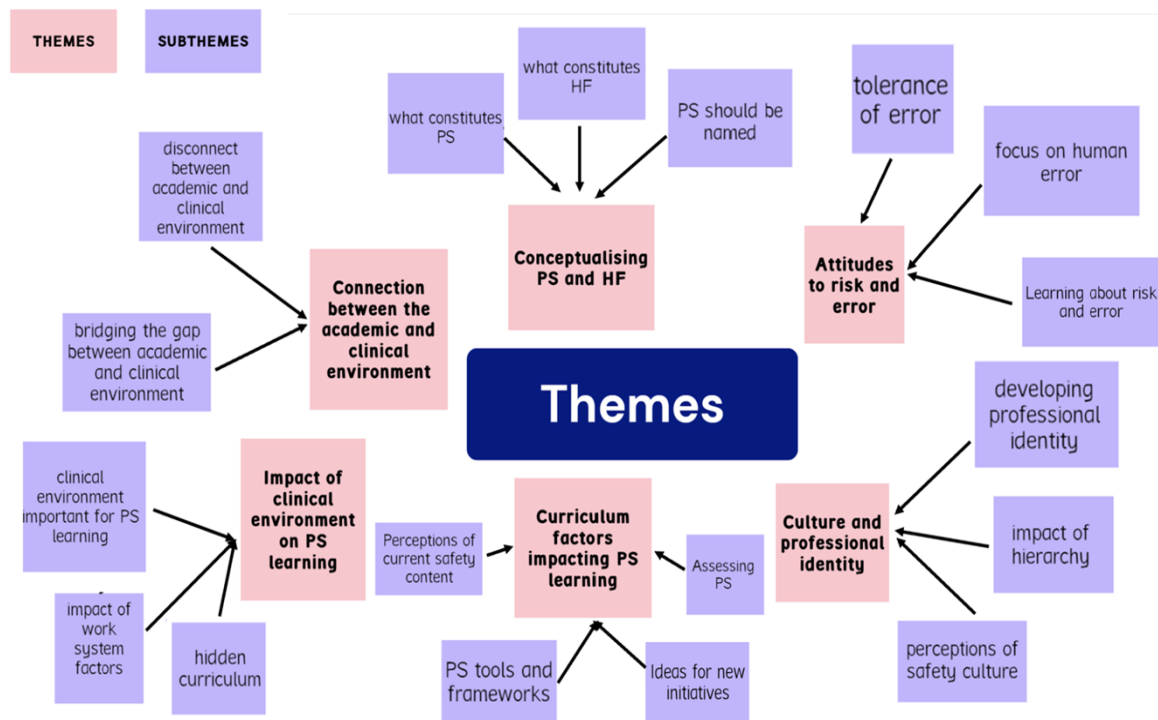 THEMES
SUBTHEMES
what constitutes
PS
what constitutes
HF
PS should be
named
tolerance
of error
focus on human
error
Learning about risk
and error
disconnect
between
academic and
clinical
environment
bridging the gap
between academic
and clinical
environment
Connection
between the
academic and
clinical
environment
Conceptualising
PS and HF
Attitudes
to risk and
error
Themes
clinical
environment
important for PS
learning
impact of
work
system
factors
hidden
curriculum
Impact of
clinical
environment
on PS
learning
Perceptions
of current safety
content
Curriculum
factors
impacting PS
learning
Assessing
PS
PS tools and
frameworks
Ideas for new
initiatives
Culture and
professional
identity
developing
professional
identity
impact of
hierarchy
perceptions of
safety culture